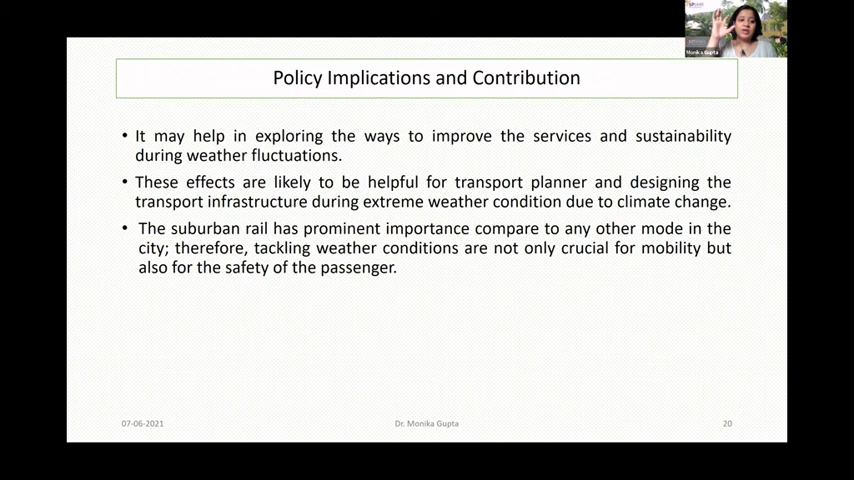 Monika Gupta
Policy Implications and Contribution
• It may help in exploring the ways to improve the services and sustainability
during weather fluctuations.
• These effects are likely to be helpful for transport planner and designing the
transport infrastructure during extreme weather condition due to climate change.
• The suburban rail has prominent importance compare to any other mode in the
city; therefore, tackling weather conditions are not only crucial for mobility but
also for the safety of the passenger.
07-06-2021
Dr. Monika Gupta
20